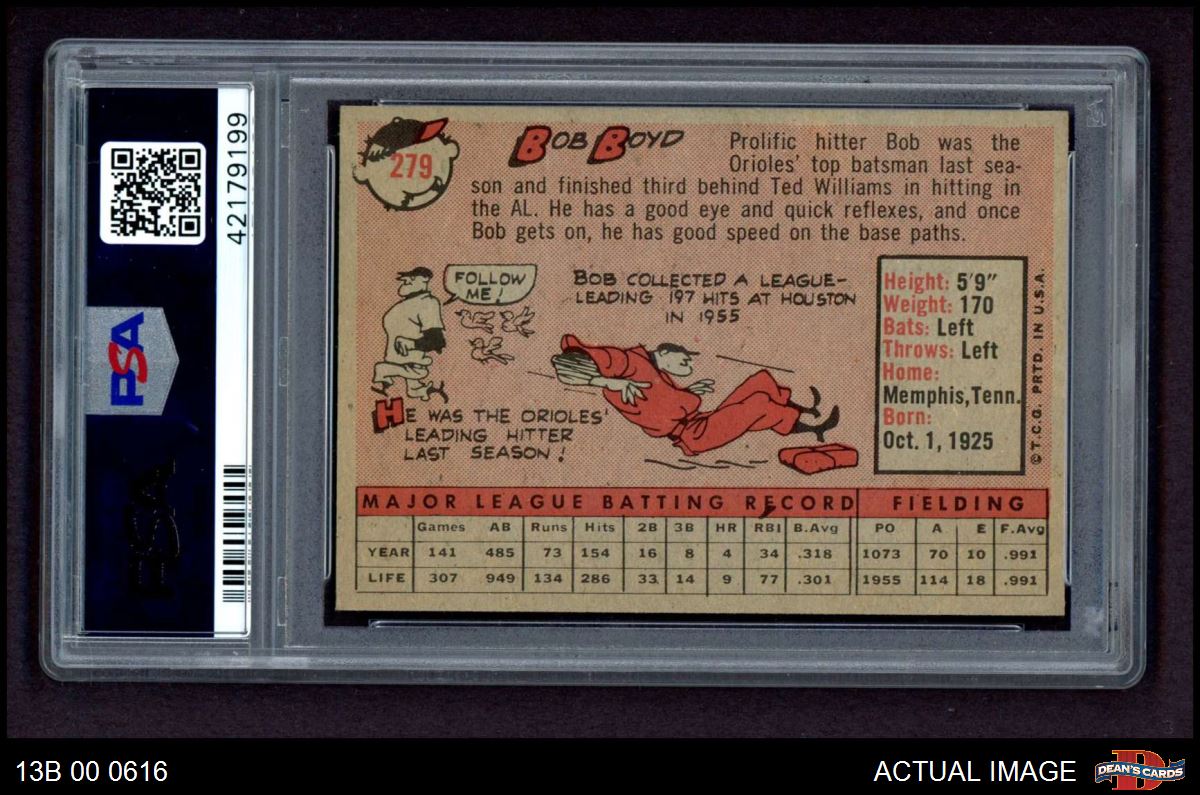 42179199
PSA
279
BOB BOYD
Prolific hitter Bob was the
Orioles' top batsman last sea-
son and finished third behind Ted Williams in hitting in
the AL. He has a good eye and quick reflexes, and once
Bob gets on, he has good speed on the base paths.
FOLLOW
ME!
BOB COLLECTED A LEAGUE-
LEADING 197 HITS AT HOUSTON
IN 1955
HE WAS THE ORIOLES'
LEADING HITTER
LAST SEASON!
Height: 5'9"
Weight: 170
Bats: Left
Throws: Left
Home:
Memphis, Tenn.
Born:
Oct. 1, 1925
© T.C.G. PRTD. IN U.S.A.
MAJOR LEAGUE BATTING RECORD FIELDING
Games AB Runs Hits 2B 3B HR RBI B.Avg PO A E F.Avg
YEAR 141 485 73 154 16 8 4 34 .318 1073 70 10 .991
LIFE 307 949 134 286 33 14 9 77 .301 1955 114 18 .991
PSA
13B 00 0616
ACTUAL IMAGE
D
DEAN'S CARDS